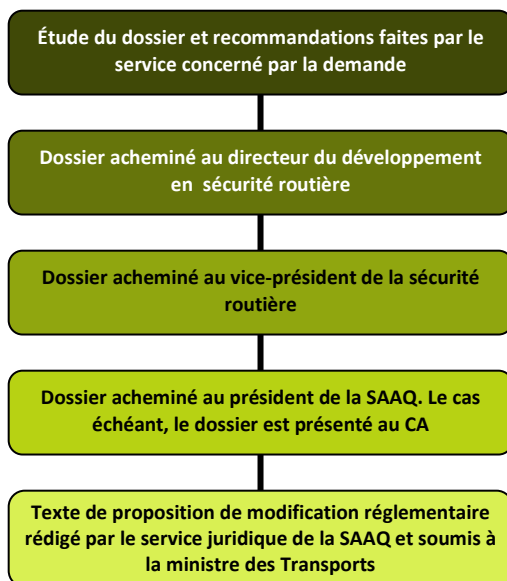 Étude du dossier et recommandations faites par le
service concerné par la demande
Dossier acheminé au directeur du développement
en sécurité routière
Dossier acheminé au vice-président de la sécurité
routière
Dossier acheminé au président de la SAAQ. Le cas
échéant, le dossier est présenté au CA
Texte de proposition de modification réglementaire
rédigé par le service juridique de la SAAQ et soumis à
la ministre des Transports